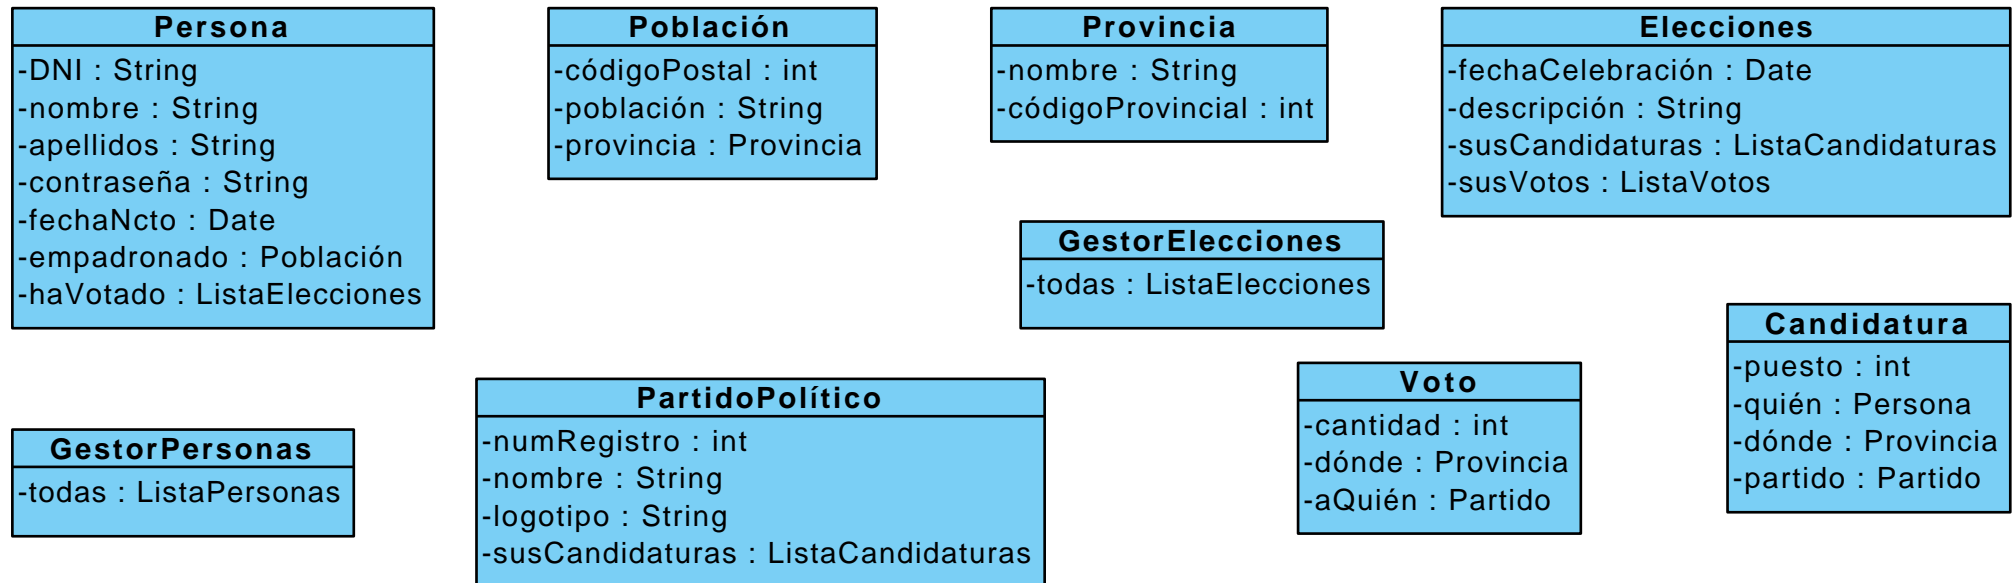 Persona
-DNI : String
-nombre : String
-apellidos : String
-contraseña : String
-fechaNcto : Date
-empadronado : Población
-haVotado : ListaElecciones
Población
-códigoPostal : int
-población : String
-provincia : Provincia
Provincia
-nombre : String
-códigoProvincial : int
Elecciones
-fechaCelebración : Date
-descripción : String
-susCandidaturas : ListaCandidaturas
-susVotos : ListaVotos
GestorElecciones
-todas : ListaElecciones
Candidatura
-puesto : int
-quién : Persona
-dónde : Provincia
-partido : Partido
Voto
-cantidad : int
-dónde : Provincia
-aQuién : Partido
PartidoPolítico
-numRegistro : int
-nombre : String
-logotipo : String
-susCandidaturas : ListaCandidaturas
GestorPersonas
-todas : ListaPersonas